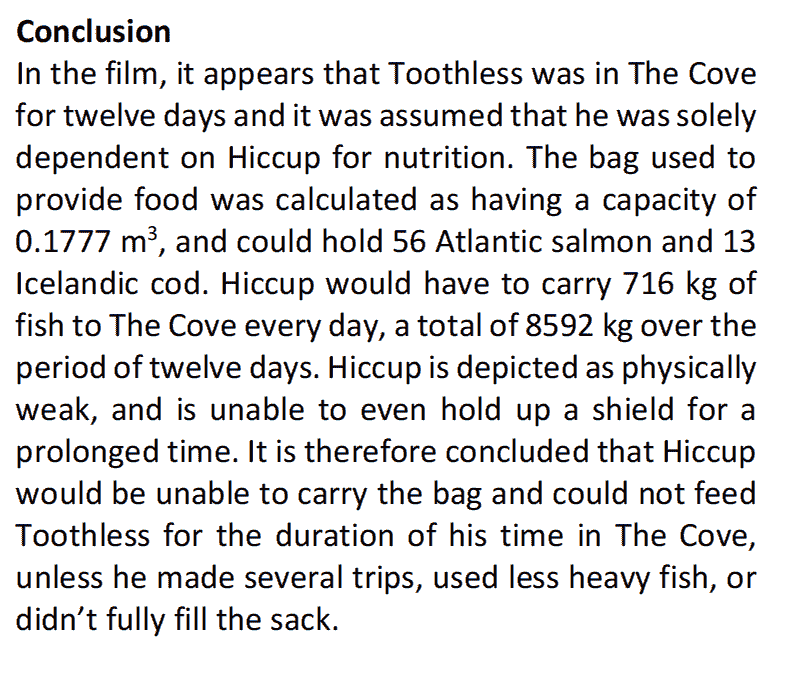 Conclusion
In the film, it appears that Toothless was in The Cove
for twelve days and it was assumed that he was solely
dependent on Hiccup for nutrition. The bag used to
provide food was calculated as having a capacity of
0.1777 m³, and could hold 56 Atlantic salmon and 13
Icelandic cod. Hiccup would have to carry 716 kg of
fish to The Cove every day, a total of 8592 kg over the
period of twelve days. Hiccup is depicted as physically
weak, and is unable to even hold up a shield for a
prolonged time. It is therefore concluded that Hiccup
would be unable to carry the bag and could not feed
Toothless for the duration of his time in The Cove,
unless he made several trips, used less heavy fish, or
didn’t fully fill the sack.